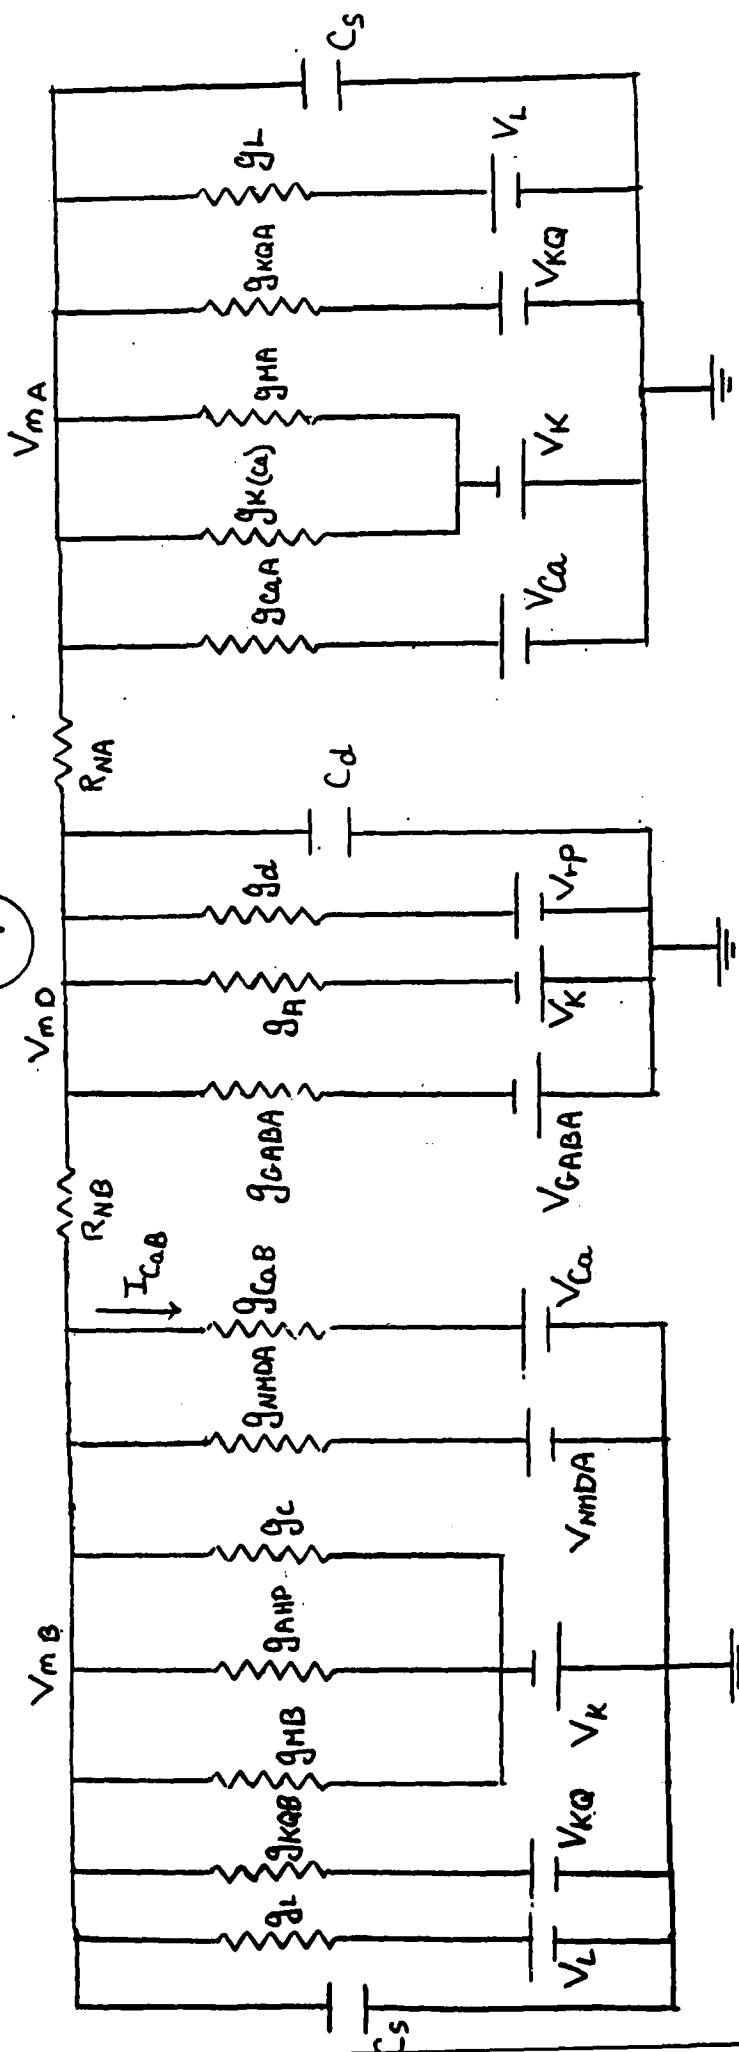 VmB
VmD
VmA
RNB
RNA
ICaB
Cs
gL
gKQB
gMB
gAHP
gC
gNMDA
gCaB
gGABA
gA
gd
Cd
gCaA
gK(Ca)
gMA
gKQA
gL
Cs
VL
VKQ
VK
VNMDA
VCa
VGABA
VK
Vrp
VCa
VK
VKQ
VL